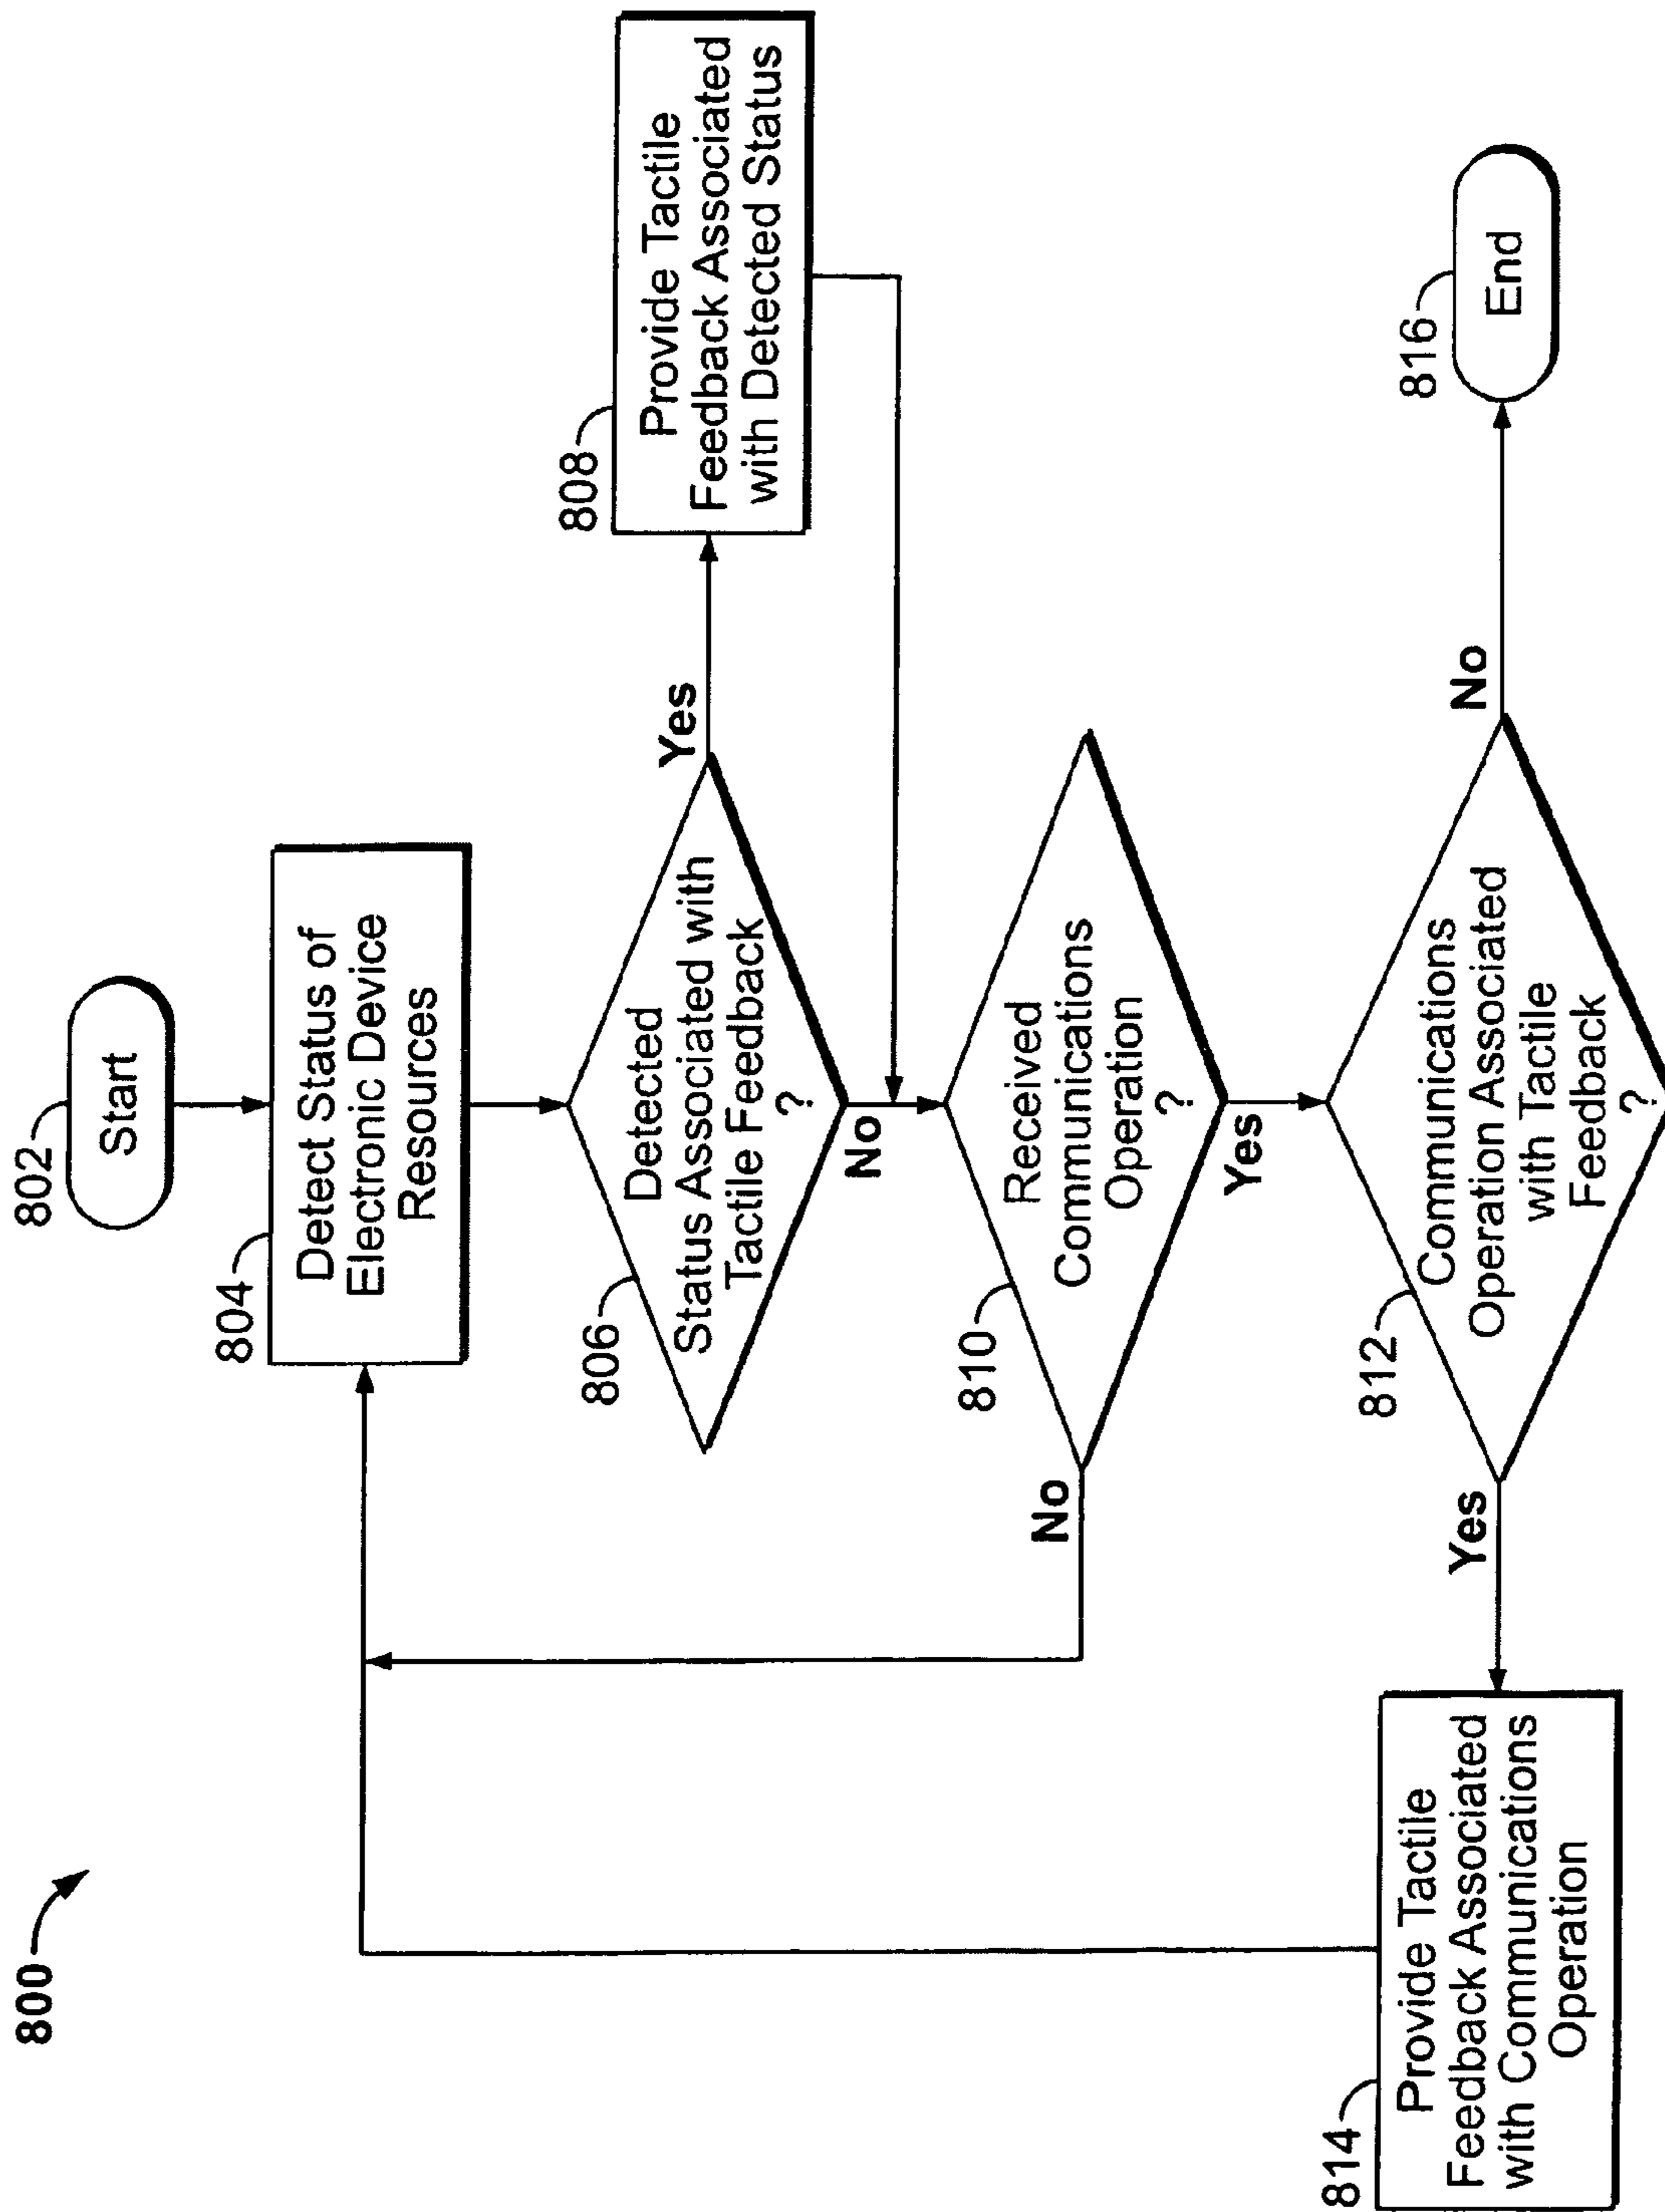 800
802
Start
804
Detect Status of
Electronic Device
Resources
806
Detected
Status Associated with
Tactile Feedback
?
Yes
No
808
Provide Tactile
Feedback Associated
with Detected Status
810
Received
Communications
Operation
?
No
Yes
812
Communications
Operation Associated
with Tactile
Feedback
?
Yes
No
814
Provide Tactile
Feedback Associated
with Communications
Operation
816
End